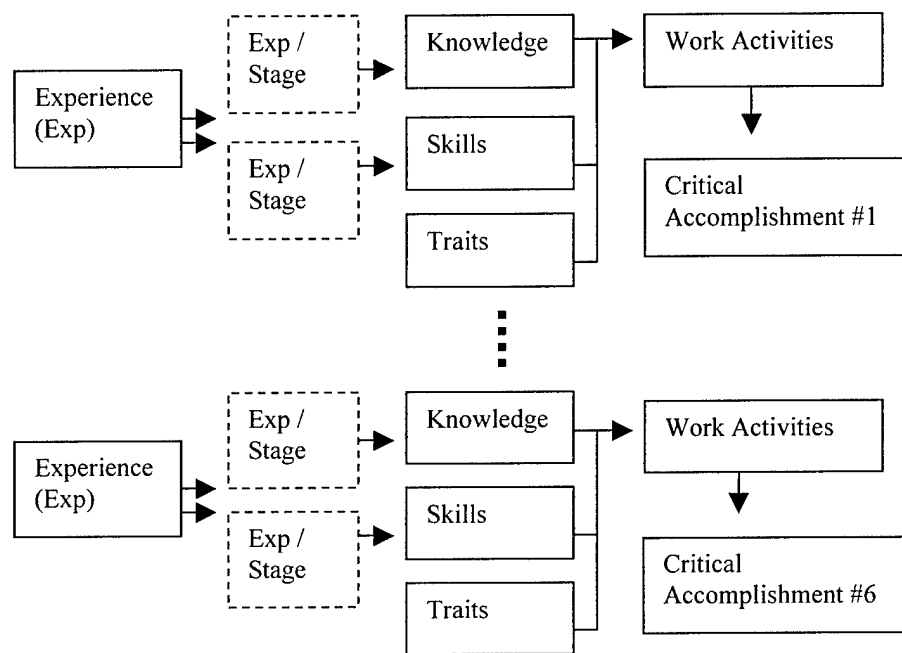 Experience
(Exp)
Exp /
Stage
Exp /
Stage
Knowledge
Skills
Traits
Work Activities
Critical
Accomplishment #1
Experience
(Exp)
Exp /
Stage
Exp /
Stage
Knowledge
Skills
Traits
Work Activities
Critical
Accomplishment #6